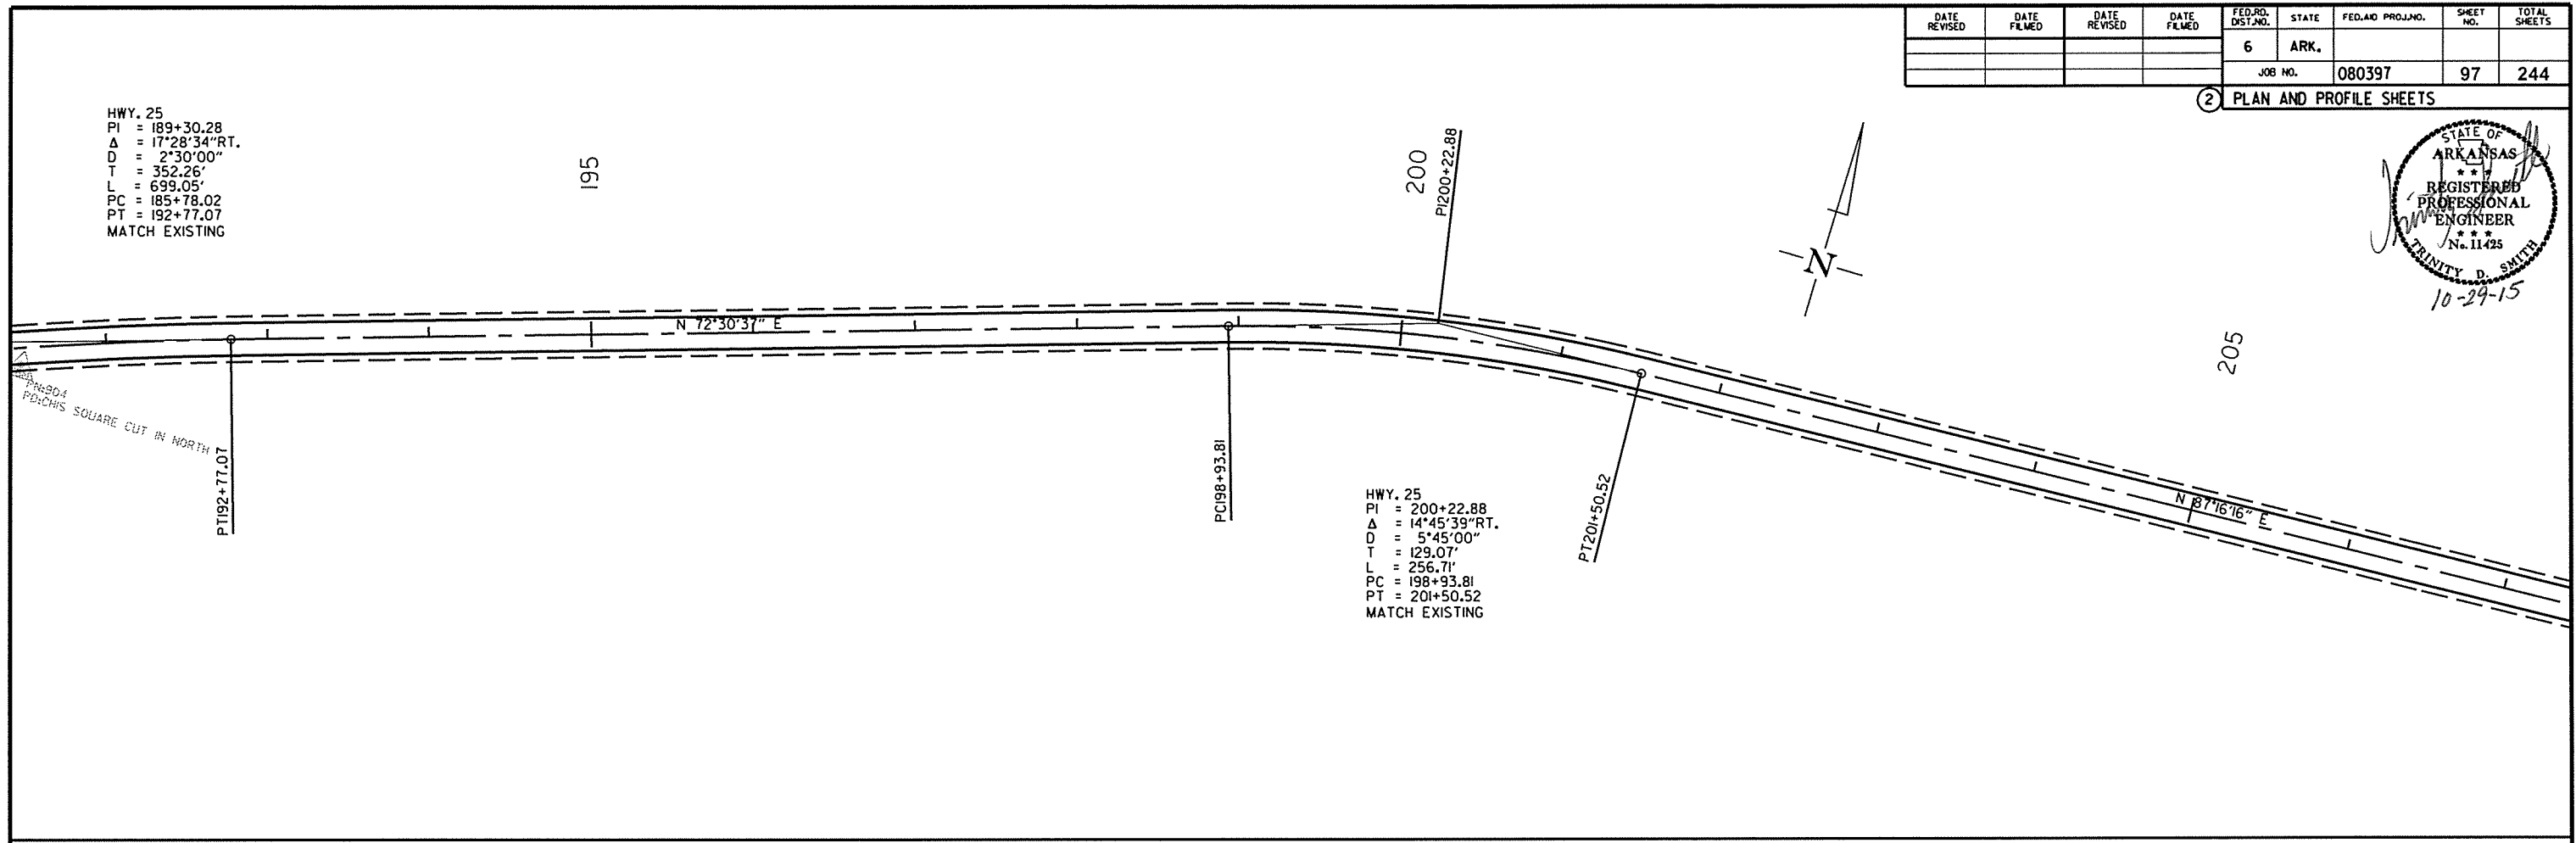 DATE REVISED
DATE FILMED
DATE REVISED
DATE FILMED
FED.RD. DIST.NO.
STATE
FED.AID PROJ.NO.
SHEET NO.
TOTAL SHEETS
6
ARK.
JOB NO.
080397
97
244
2 PLAN AND PROFILE SHEETS
STATE OF
ARKANSAS
★ ★ ★
REGISTERED
PROFESSIONAL
ENGINEER
★ ★ ★
No. 11425
TRINITY D. SMITH
10-29-15
HWY. 25
PI = 189+30.28
Δ = 17°28'34"RT.
D = 2°30'00"
T = 352.26'
L = 699.05'
PC = 185+78.02
PT = 192+77.07
MATCH EXISTING
195
200
PI200+22.88
N
205
N 72°30'37" E
PN:904
PD:CHIS SQUARE CUT IN NORTH
PT192+77.07
PC198+93.81
HWY. 25
PI = 200+22.88
Δ = 14°45'39"RT.
D = 5°45'00"
T = 129.07'
L = 256.71'
PC = 198+93.81
PT = 201+50.52
MATCH EXISTING
PT201+50.52
N 87°16'16" E